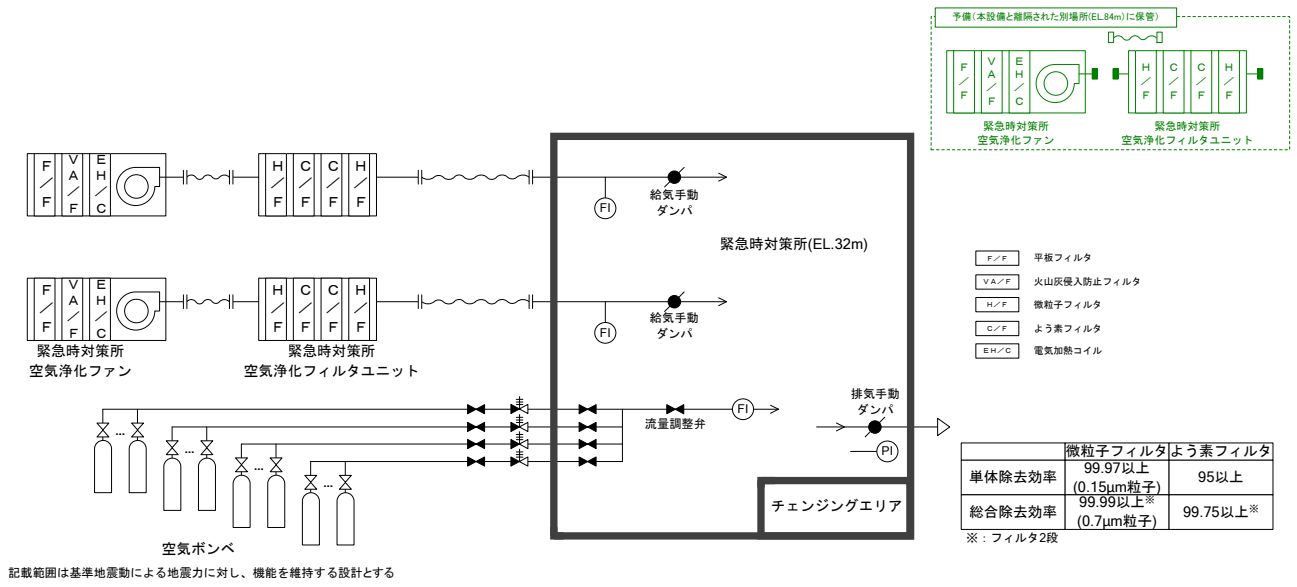 予備(本設備と離隔された別場所(EL.84m)に保管)
F/F
VA/F
EH/C
H/F
C/F
C/F
H/F
緊急時対策所
空気浄化ファン
緊急時対策所
空気浄化フィルタユニット
F/F
VA/F
EH/C
H/F
C/F
C/F
H/F
FI
給気手動
ダンパ
緊急時対策所(EL.32m)
F/F
VA/F
EH/C
H/F
C/F
C/F
H/F
FI
給気手動
ダンパ
緊急時対策所
空気浄化ファン
緊急時対策所
空気浄化フィルタユニット
F/F 平板フィルタ
VA/F 火山灰侵入防止フィルタ
H/F 微粒子フィルタ
C/F よう素フィルタ
EH/C 電気加熱コイル
...
...
...
...
流量調整弁
FI
排気手動
ダンパ
PI
チェンジングエリア
空気ボンベ
微粒子フィルタ よう素フィルタ
単体除去効率 99.97以上 (0.15μm粒子) 95以上
総合除去効率 99.99以上※ (0.7μm粒子) 99.75以上※
※:フィルタ2段
記載範囲は基準地震動による地震力に対し、機能を維持する設計とする